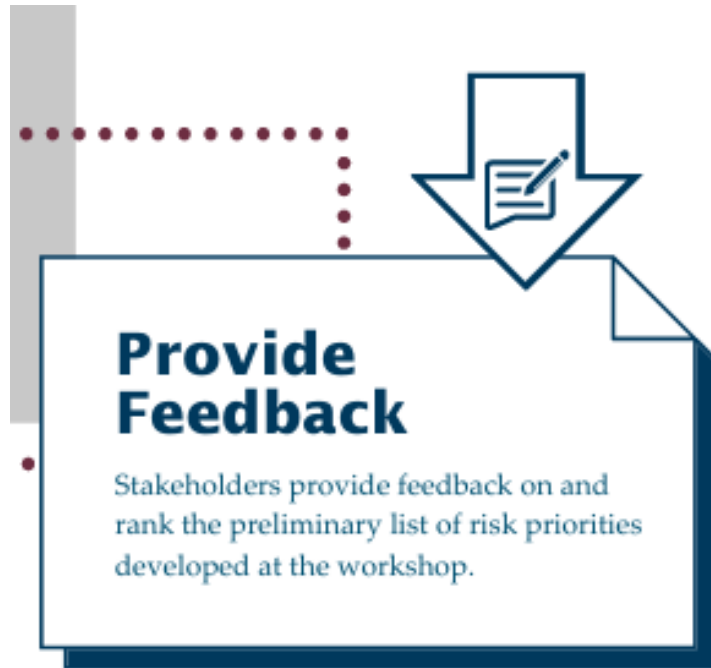 Provide
Feedback
Stakeholders provide feedback on and
rank the preliminary list of risk priorities
developed at the workshop.